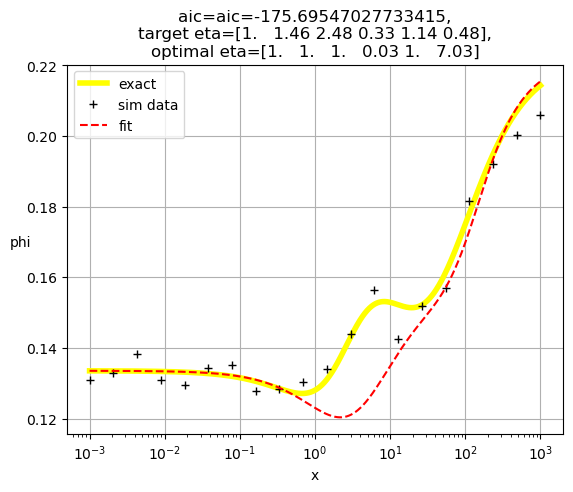 aic=aic=-175.69547027733415,
target eta=[1.   1.46 2.48 0.33 1.14 0.48],
optimal eta=[1.   1.   1.   0.03 1.   7.03]
0.22
0.20
0.18
0.16
0.14
0.12
phi
exact
sim data
fit
10⁻³ 10⁻² 10⁻¹ 10⁰ 10¹ 10² 10³
x